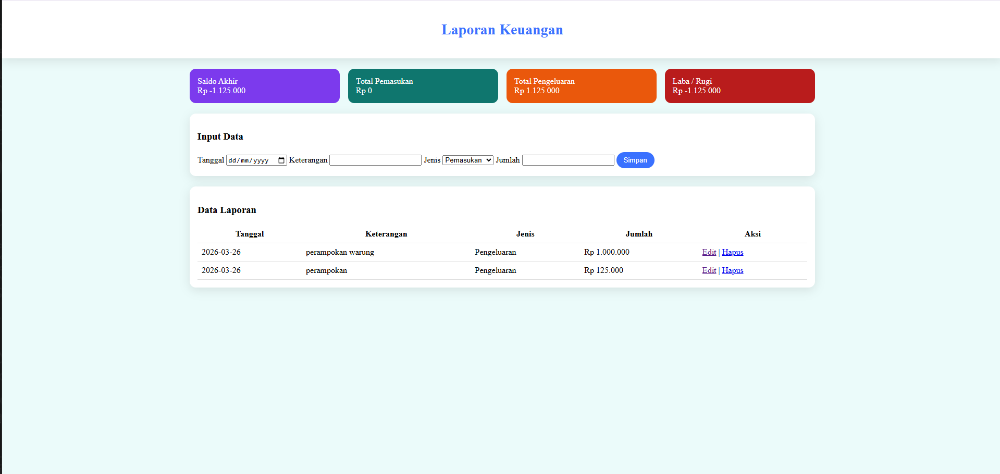 Laporan Keuangan
Saldo Akhir
Rp -1.125.000
Total Pemasukan
Rp 0
Total Pengeluaran
Rp 1.125.000
Laba / Rugi
Rp -1.125.000
Input Data
Tanggal dd/mm/yyyy Keterangan Jenis Pemasukan Jumlah Simpan
Data Laporan
Tanggal Keterangan Jenis Jumlah Aksi
2026-03-26 perampokan warung Pengeluaran Rp 1.000.000 Edit | Hapus
2026-03-26 perampokan Pengeluaran Rp 125.000 Edit | Hapus